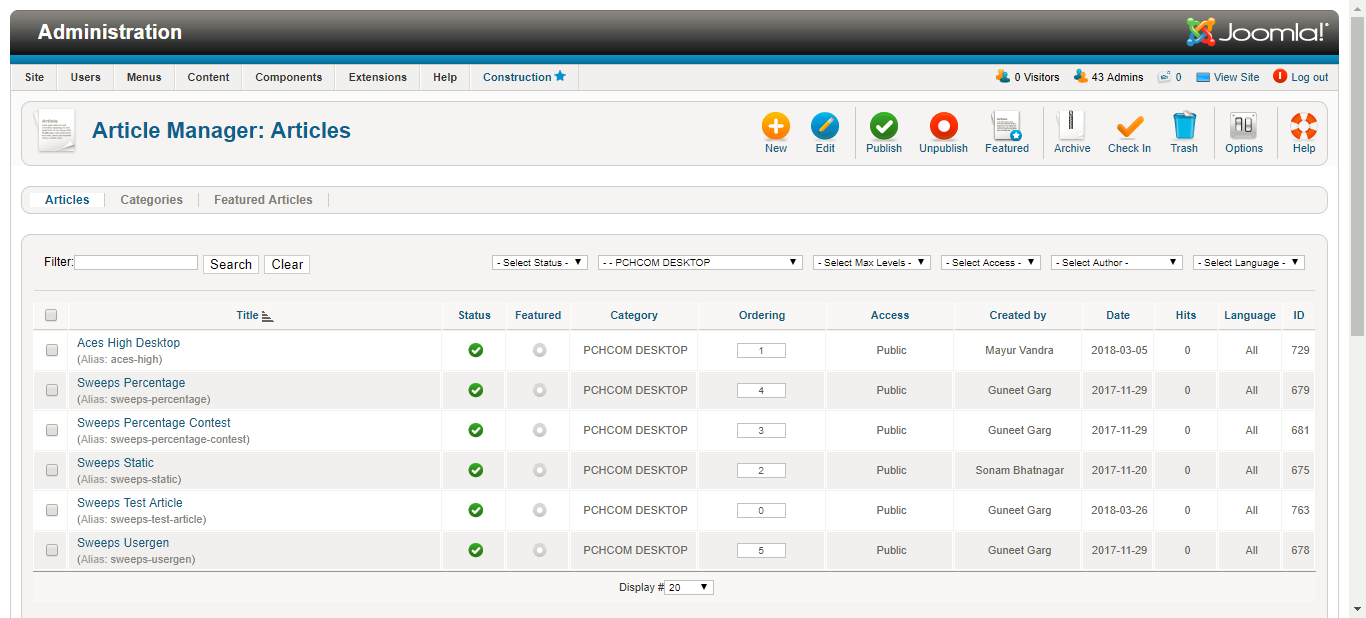 Administration
Joomla!
Site Users Menus Content Components Extensions Help Construction 0 Visitors 43 Admins 0 View Site Log out
Article Manager: Articles
New Edit Publish Unpublish Featured Archive Check In Trash Options Help
Articles Categories Featured Articles
Filter: Search Clear - Select Status - - - PCHCOM DESKTOP - Select Max Levels - - Select Access - - Select Author - - Select Language -
Title Status Featured Category Ordering Access Created by Date Hits Language ID
Aces High Desktop
(Alias: aces-high)
PCHCOM DESKTOP 1 Public Mayur Vandra 2018-03-05 0 All 729
Sweeps Percentage
(Alias: sweeps-percentage)
PCHCOM DESKTOP 4 Public Guneet Garg 2017-11-29 0 All 679
Sweeps Percentage Contest
(Alias: sweeps-percentage-contest)
PCHCOM DESKTOP 3 Public Guneet Garg 2017-11-29 0 All 681
Sweeps Static
(Alias: sweeps-static)
PCHCOM DESKTOP 2 Public Sonam Bhatnagar 2017-11-20 0 All 675
Sweeps Test Article
(Alias: sweeps-test-article)
PCHCOM DESKTOP 0 Public Guneet Garg 2018-03-26 0 All 763
Sweeps Usergen
(Alias: sweeps-usergen)
PCHCOM DESKTOP 5 Public Guneet Garg 2017-11-29 0 All 678
Display # 20